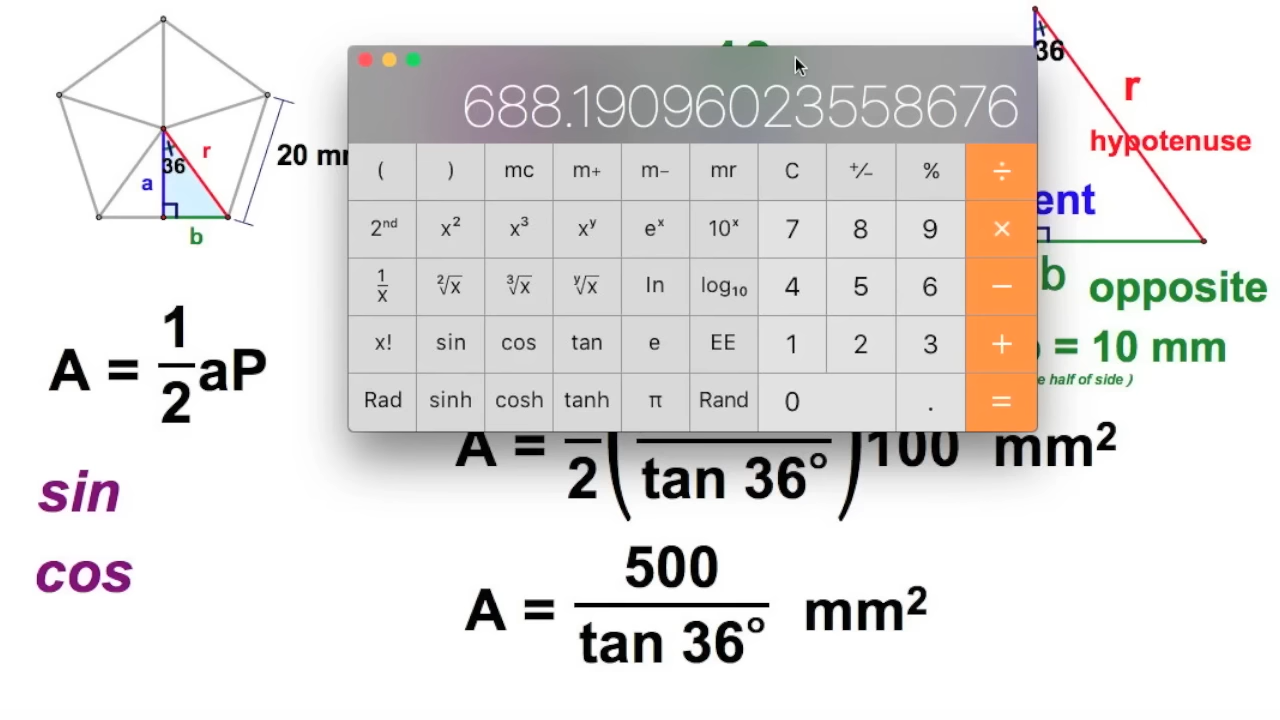 36
r
20 m
a
b
688.19096023558676
( ) mc m+ m- mr C +/- % ÷
2nd x² x³ xʸ eˣ 10ˣ 7 8 9 ×
1/x ²√x ³√x ʸ√x ln log₁₀ 4 5 6 −
x! sin cos tan e EE 1 2 3 +
Rad sinh cosh tanh π Rand 0 . =
36
r
hypotenuse
ent
b opposite
= 10 mm
e half of side )
A = 1/2 aP
sin
cos
A = 2( tan 36° )100 mm²
A = 500 / tan 36° mm²